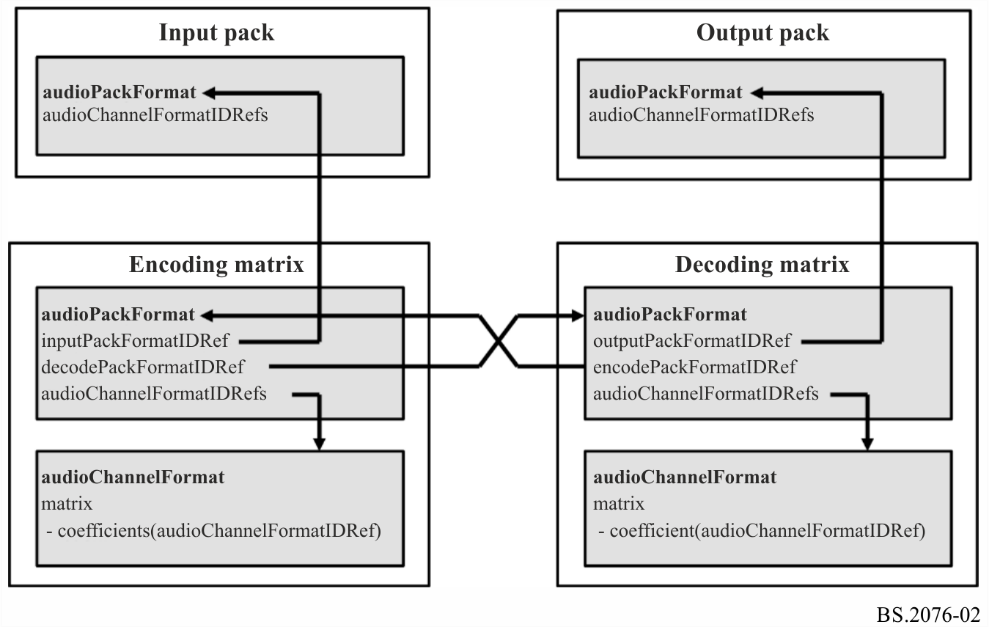 Input pack
audioPackFormat
audioChannelFormatIDRefs
Output pack
audioPackFormat
audioChannelFormatIDRefs
Encoding matrix
audioPackFormat
inputPackFormatIDRef
decodePackFormatIDRef
audioChannelFormatIDRefs
audioChannelFormat
matrix
- coefficients(audioChannelFormatIDRef)
Decoding matrix
audioPackFormat
outputPackFormatIDRef
encodePackFormatIDRef
audioChannelFormatIDRefs
audioChannelFormat
matrix
- coefficient(audioChannelFormatIDRef)
BS.2076-02